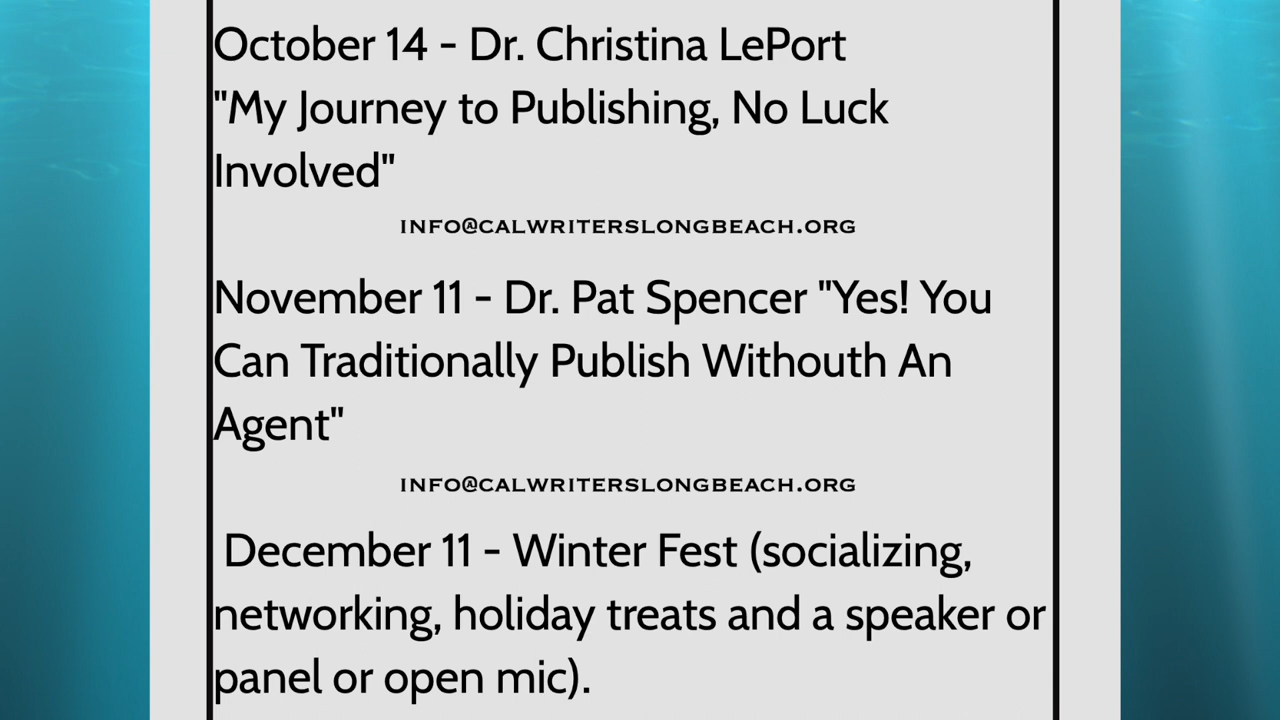 October 14 - Dr. Christina LePort
"My Journey to Publishing, No Luck
Involved"
INFO@CALWRITERSLONGBEACH.ORG
November 11 - Dr. Pat Spencer "Yes! You
Can Traditionally Publish Withouth An
Agent"
INFO@CALWRITERSLONGBEACH.ORG
December 11 - Winter Fest (socializing,
networking, holiday treats and a speaker or
panel or open mic).